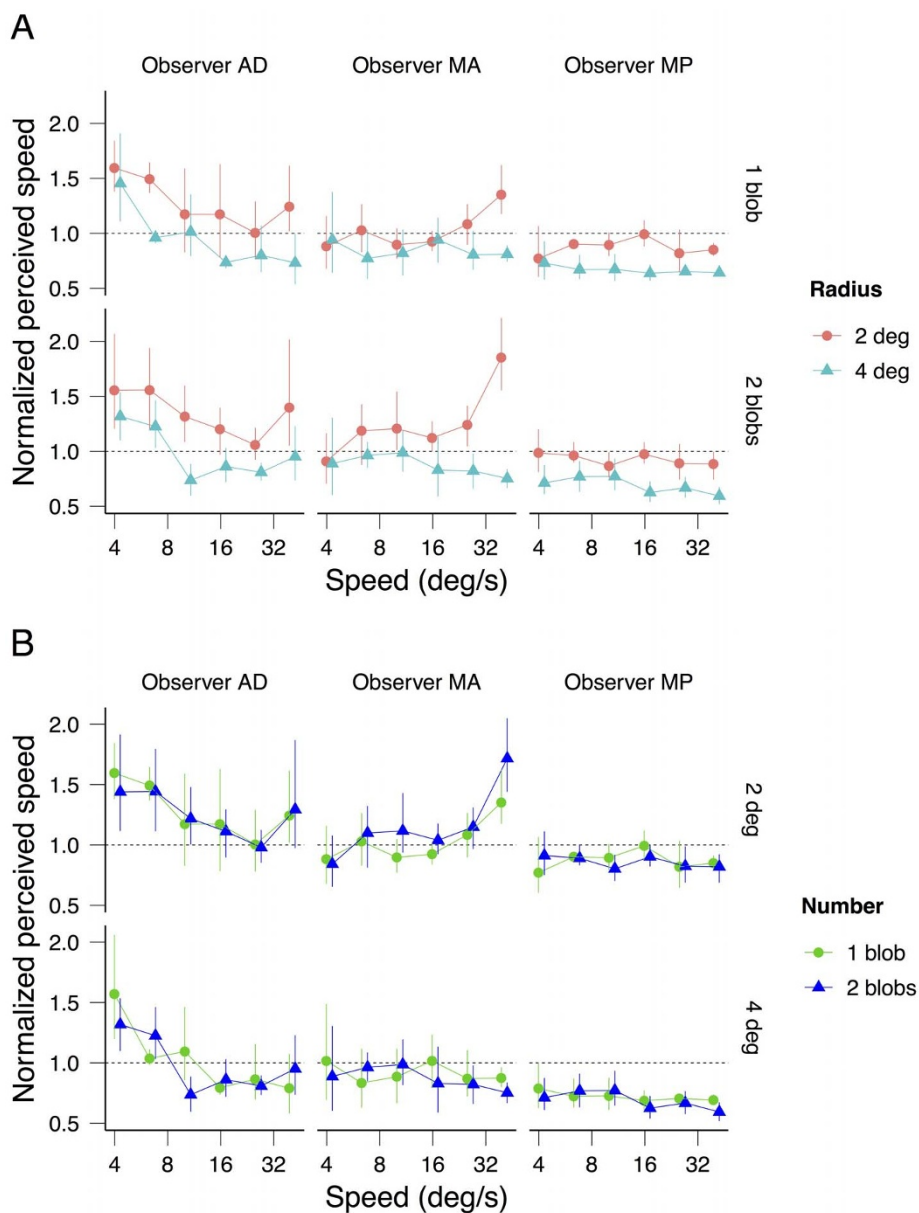 A
Observer AD Observer MA Observer MP
2.0
1.5
1.0
0.5
1 blob
Normalized perceived speed
Radius
2 deg
4 deg
2.0
1.5
1.0
0.5
2 blobs
4 8 16 32 4 8 16 32 4 8 16 32
Speed (deg/s)
B
Observer AD Observer MA Observer MP
2.0
1.5
1.0
0.5
2 deg
Normalized perceived speed
Number
1 blob
2 blobs
2.0
1.5
1.0
0.5
4 deg
4 8 16 32 4 8 16 32 4 8 16 32
Speed (deg/s)